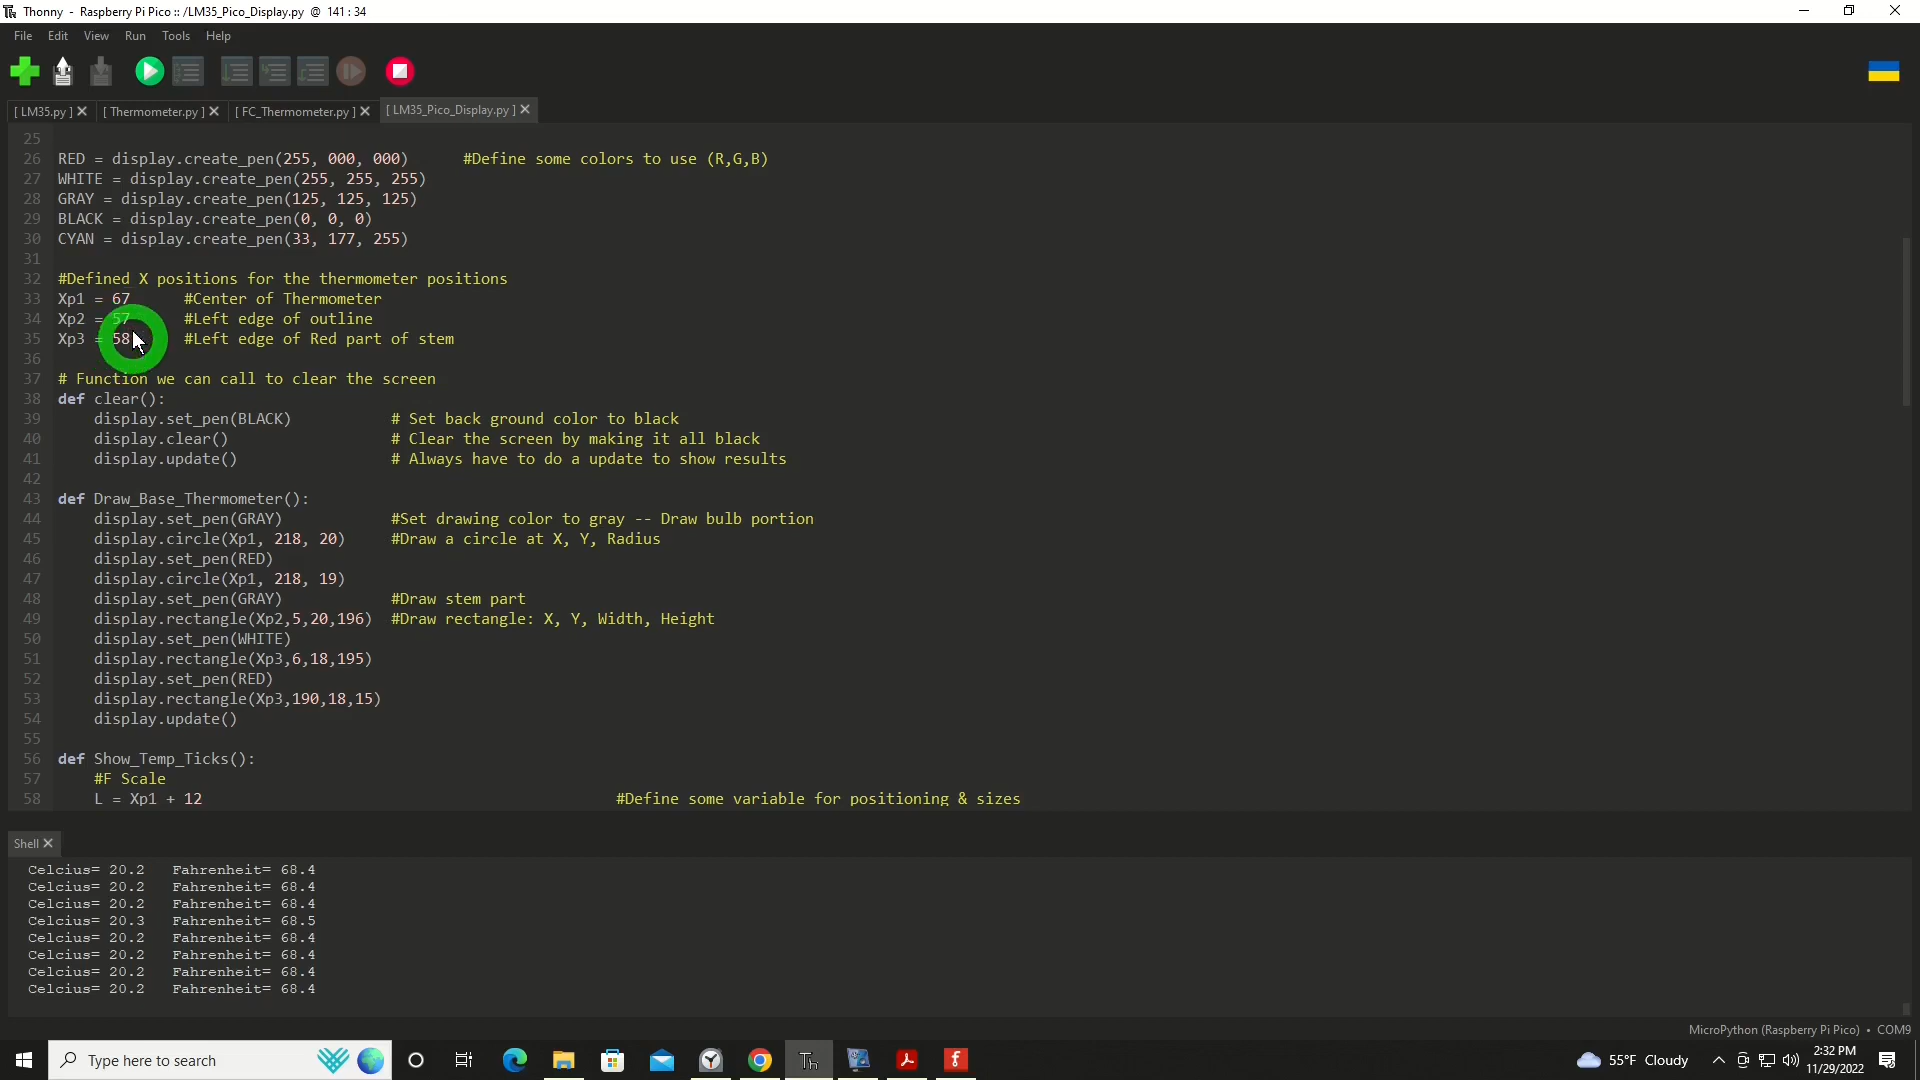 Thonny - Raspberry Pi Pico :: /LM35_Pico_Display.py @ 141 : 34
File Edit View Run Tools Help
[ LM35.py ] [ Thermometer.py ] [ FC_Thermometer.py ] [ LM35_Pico_Display.py ]
25
26 RED = display.create_pen(255, 000, 000) #Define some colors to use (R,G,B)
27 WHITE = display.create_pen(255, 255, 255)
28 GRAY = display.create_pen(125, 125, 125)
29 BLACK = display.create_pen(0, 0, 0)
30 CYAN = display.create_pen(33, 177, 255)
31
32 #Defined X positions for the thermometer positions
33 Xp1 = 67 #Center of Thermometer
34 Xp2 = 57 #Left edge of outline
35 Xp3 = 58 #Left edge of Red part of stem
36
37 # Function we can call to clear the screen
38 def clear():
39 display.set_pen(BLACK) # Set back ground color to black
40 display.clear() # Clear the screen by making it all black
41 display.update() # Always have to do a update to show results
42
43 def Draw_Base_Thermometer():
44 display.set_pen(GRAY) #Set drawing color to gray -- Draw bulb portion
45 display.circle(Xp1, 218, 20) #Draw a circle at X, Y, Radius
46 display.set_pen(RED)
47 display.circle(Xp1, 218, 19)
48 display.set_pen(GRAY) #Draw stem part
49 display.rectangle(Xp2,5,20,196) #Draw rectangle: X, Y, Width, Height
50 display.set_pen(WHITE)
51 display.rectangle(Xp3,6,18,195)
52 display.set_pen(RED)
53 display.rectangle(Xp3,190,18,15)
54 display.update()
55
56 def Show_Temp_Ticks():
57 #F Scale
58 L = Xp1 + 12 #Define some variable for positioning & sizes
Shell
Celcius= 20.2 Fahrenheit= 68.4
Celcius= 20.2 Fahrenheit= 68.4
Celcius= 20.2 Fahrenheit= 68.4
Celcius= 20.3 Fahrenheit= 68.5
Celcius= 20.2 Fahrenheit= 68.4
Celcius= 20.2 Fahrenheit= 68.4
Celcius= 20.2 Fahrenheit= 68.4
Celcius= 20.2 Fahrenheit= 68.4
MicroPython (Raspberry Pi Pico) • COM9
Type here to search
Th
55°F Cloudy
2:32 PM
11/29/2022